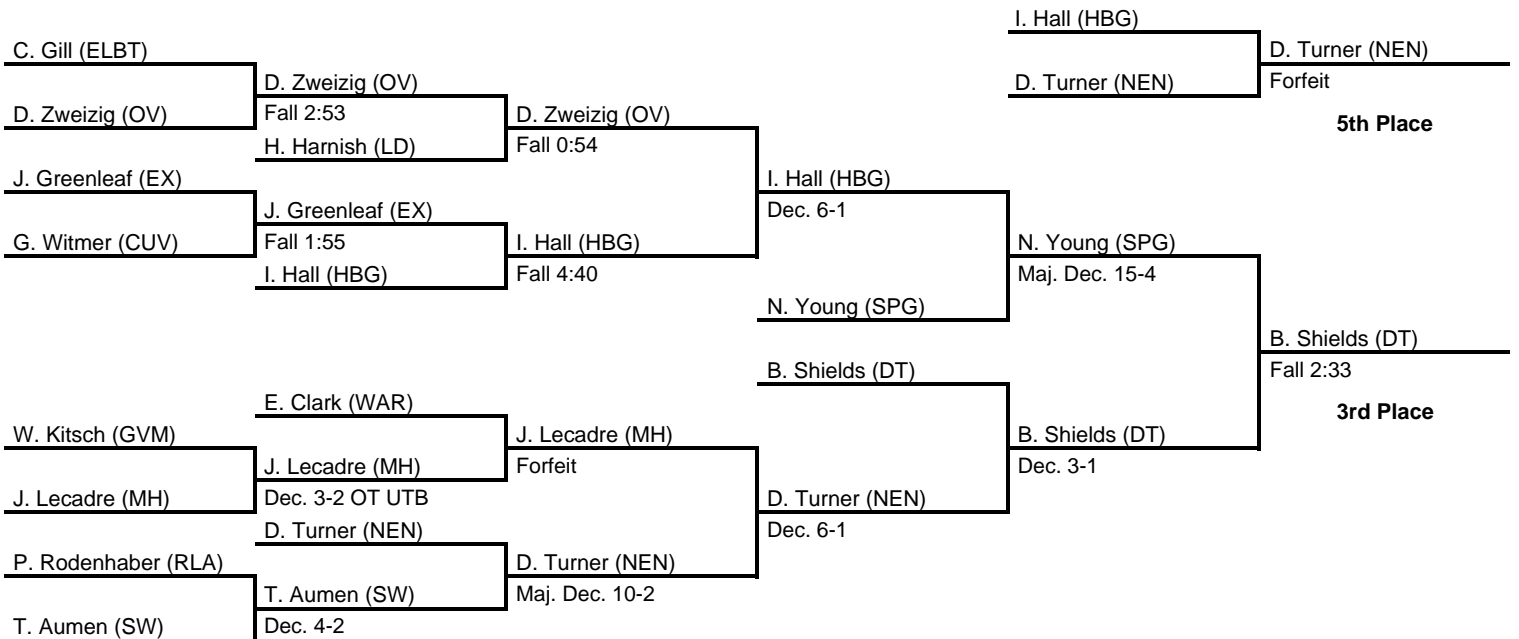 I. Hall (HBG)
C. Gill (ELBT)
D. Turner (NEN)
D. Zweizig (OV)
D. Turner (NEN)
Forfeit
D. Zweizig (OV)
Fall 2:53
D. Zweizig (OV)
5th Place
H. Harnish (LD)
Fall 0:54
J. Greenleaf (EX)
I. Hall (HBG)
J. Greenleaf (EX)
Dec. 6-1
G. Witmer (CUV)
Fall 1:55
I. Hall (HBG)
N. Young (SPG)
I. Hall (HBG)
Fall 4:40
Maj. Dec. 15-4
N. Young (SPG)
B. Shields (DT)
B. Shields (DT)
Fall 2:33
E. Clark (WAR)
3rd Place
W. Kitsch (GVM)
J. Lecadre (MH)
B. Shields (DT)
J. Lecadre (MH)
Forfeit
Dec. 3-1
J. Lecadre (MH)
Dec. 3-2 OT UTB
D. Turner (NEN)
D. Turner (NEN)
Dec. 6-1
P. Rodenhaber (RLA)
D. Turner (NEN)
T. Aumen (SW)
Maj. Dec. 10-2
T. Aumen (SW)
Dec. 4-2